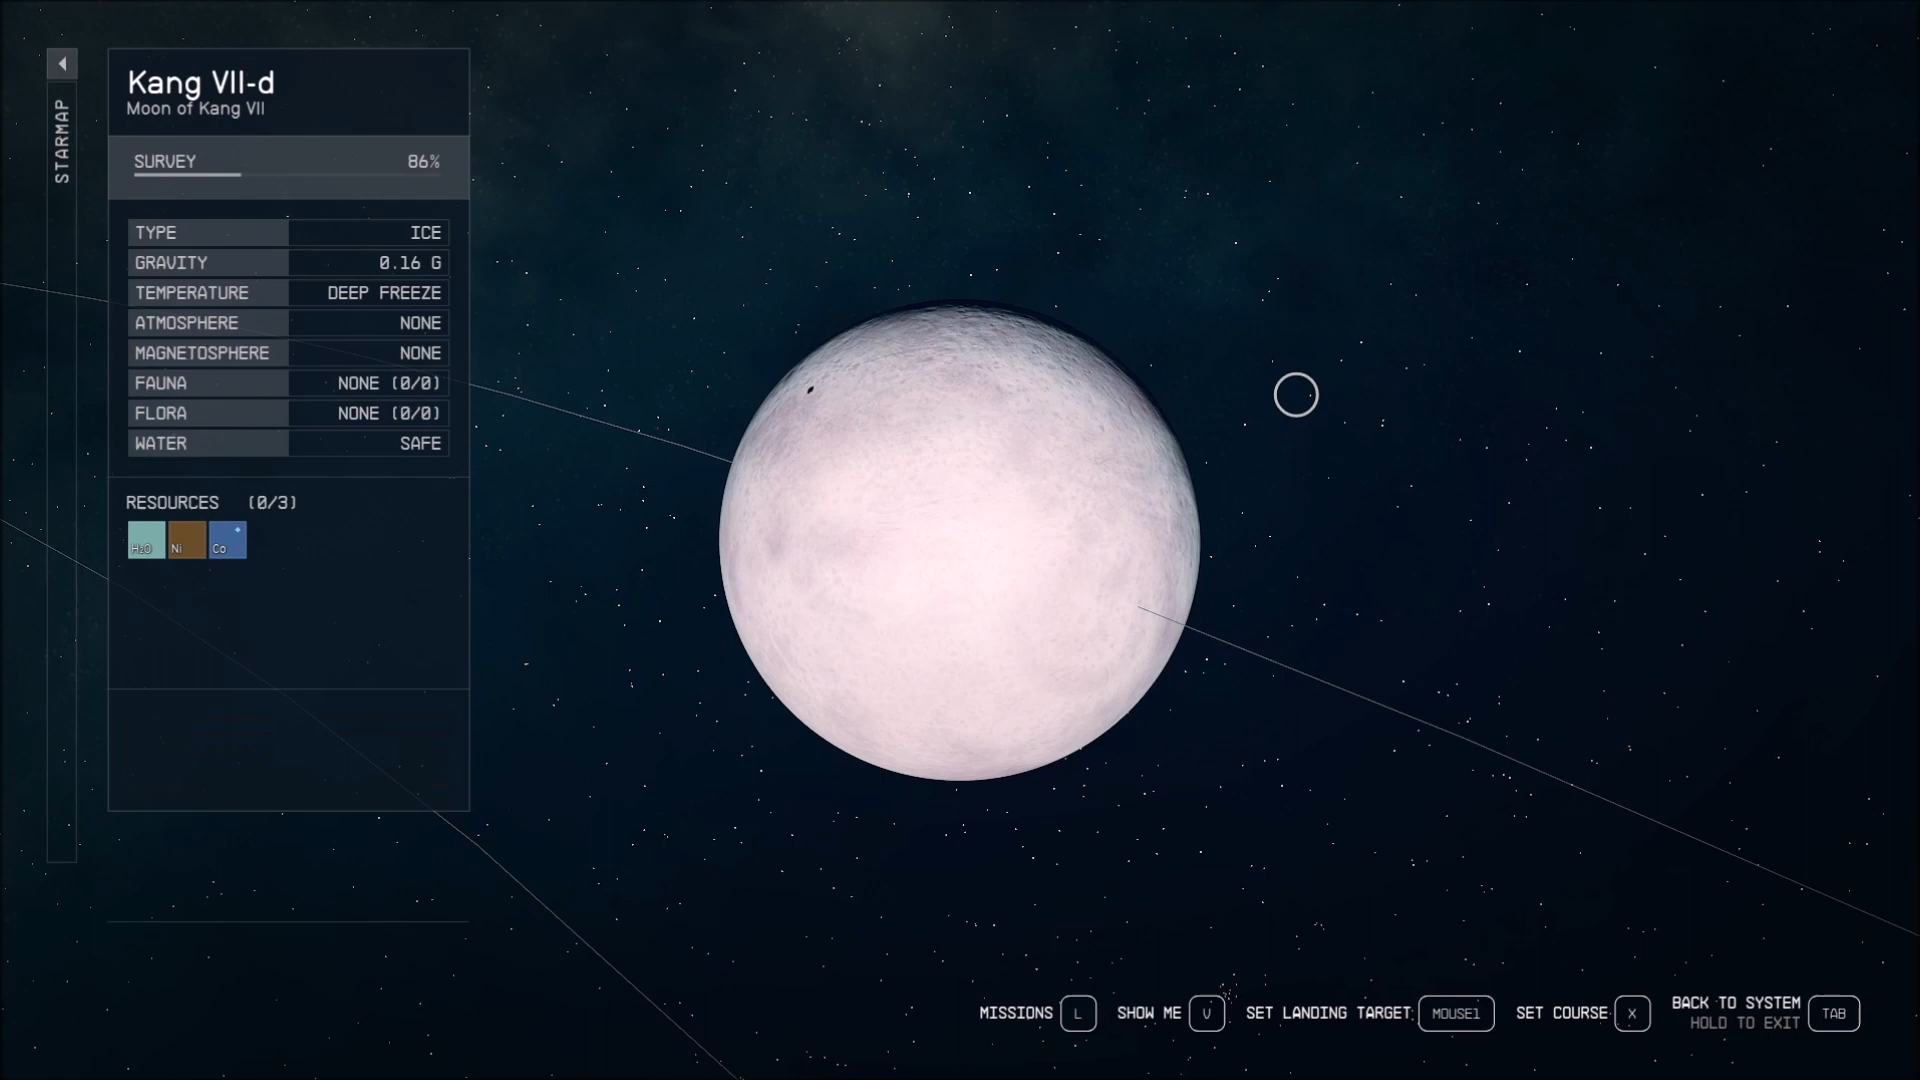 Kang VII-d
Moon of Kang VII
STARMAP
SURVEY 86%
TYPE ICE
GRAVITY 0.16 G
TEMPERATURE DEEP FREEZE
ATMOSPHERE NONE
MAGNETOSPHERE NONE
FAUNA NONE (0/0)
FLORA NONE (0/0)
WATER SAFE
RESOURCES (0/3)
H2O Ni Co
MISSIONS L SHOW ME V SET LANDING TARGET MOUSE1 SET COURSE X BACK TO SYSTEM TAB
HOLD TO EXIT